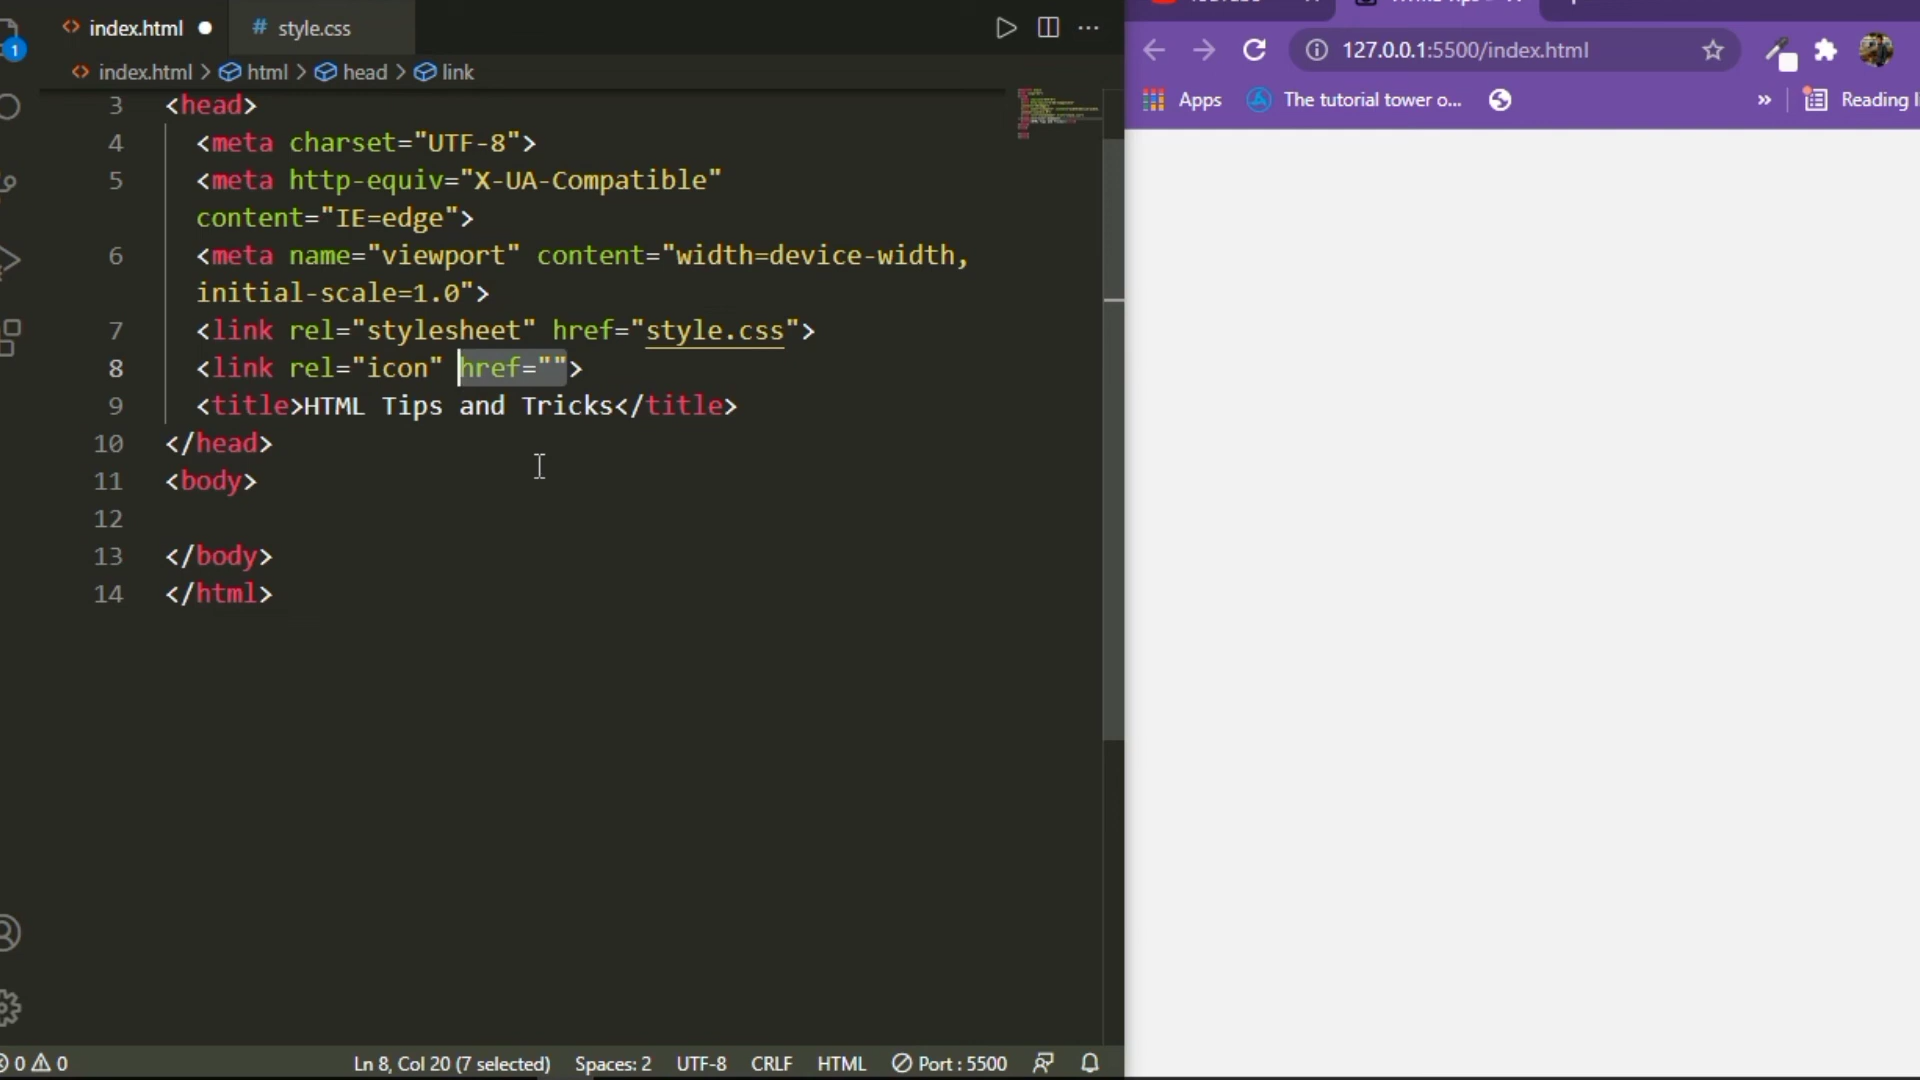 index.html
style.css
index.html > html > head > link
1
3 <head>
4 <meta charset="UTF-8">
5 <meta http-equiv="X-UA-Compatible"
content="IE=edge">
6 <meta name="viewport" content="width=device-width,
initial-scale=1.0">
7 <link rel="stylesheet" href="style.css">
8 <link rel="icon" href="">
9 <title>HTML Tips and Tricks</title>
10 </head>
11 <body>
12
13 </body>
14 </html>
0 0 Ln 8, Col 20 (7 selected) Spaces: 2 UTF-8 CRLF HTML Port : 5500
127.0.0.1:5500/index.html
Apps The tutorial tower o... » Reading